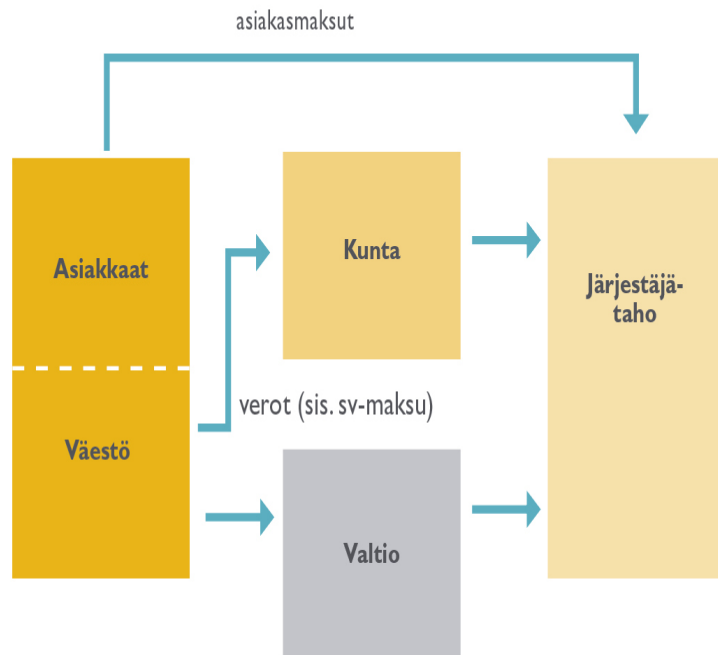 asiakasmaksut
Asiakkaat
Kunta
Järjestäjä-
taho
verot (sis. sv-maksu)
Väestö
Valtio